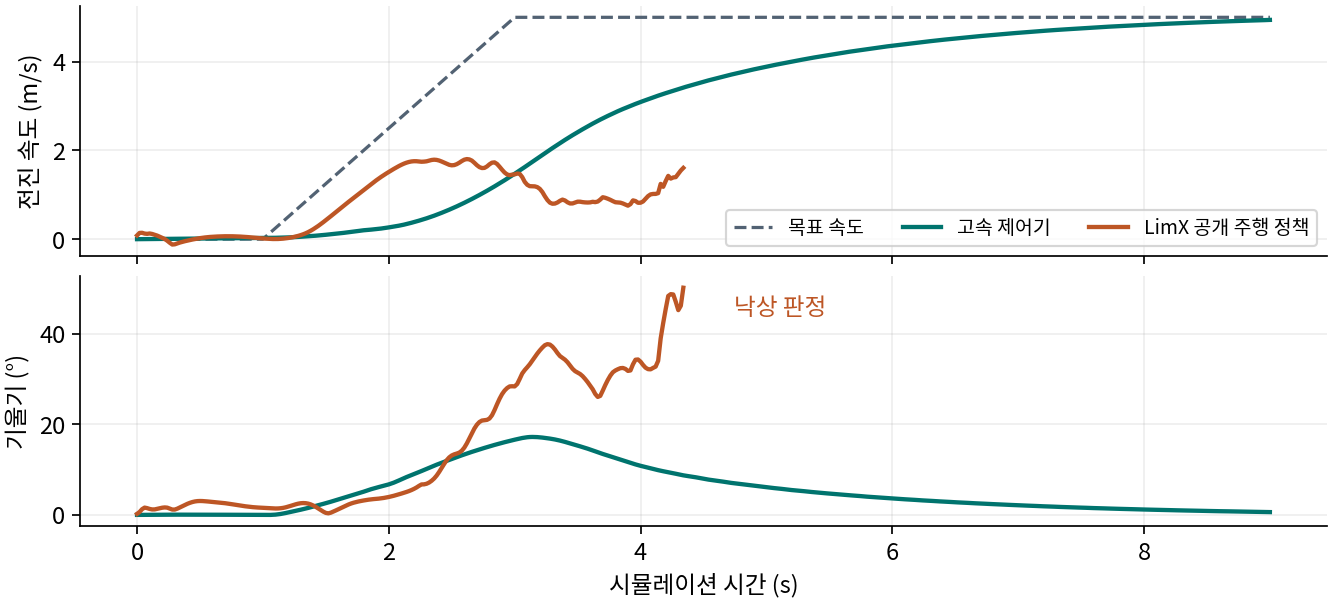 전진 속도 (m/s)
4
2
0
목표 속도
고속 제어기
LimX 공개 주행 정책
기울기 (°)
40
20
0
낙상 판정
0 2 4 6 8
시뮬레이션 시간 (s)